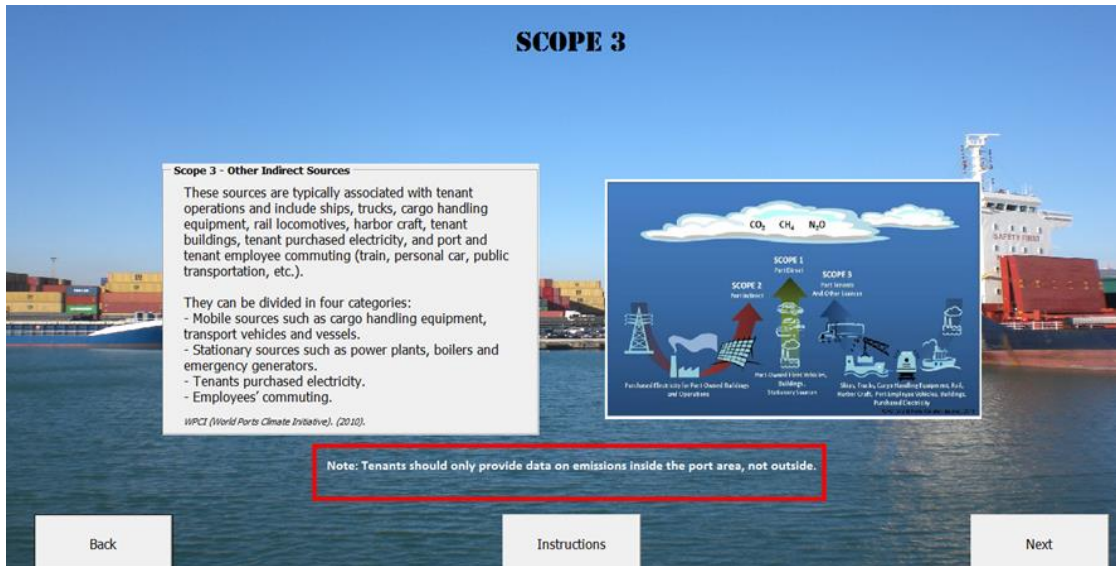 SCOPE 3
Scope 3 - Other Indirect Sources
These sources are typically associated with tenant
operations and include ships, trucks, cargo handling
equipment, rail locomotives, harbor craft, tenant
buildings, tenant purchased electricity, and port and
tenant employee commuting (train, personal car, public
transportation, etc.).
They can be divided in four categories:
- Mobile sources such as cargo handling equipment,
transport vehicles and vessels.
- Stationary sources such as power plants, boilers and
emergency generators.
- Tenants purchased electricity.
- Employees' commuting.
WPCI (World Ports Climate Initiative). (2010).
CO₂ CH₄ N₂O
SCOPE 1
Port Direct
SCOPE 2
Port Indirect
SCOPE 3
Port Tenants
And Other Sources
Purchased Electricity for Port-Owned Buildings
and Operations
Port-Owned Fleet Vehicles,
Buildings,
Stationary Sources
Ships, Trucks, Cargo Handling Equipment, Rail,
Harbor Craft, Port Employee Vehicles, Buildings,
Purchased Electricity
SAFETY FIRST
Note: Tenants should only provide data on emissions inside the port area, not outside.
Back
Instructions
Next